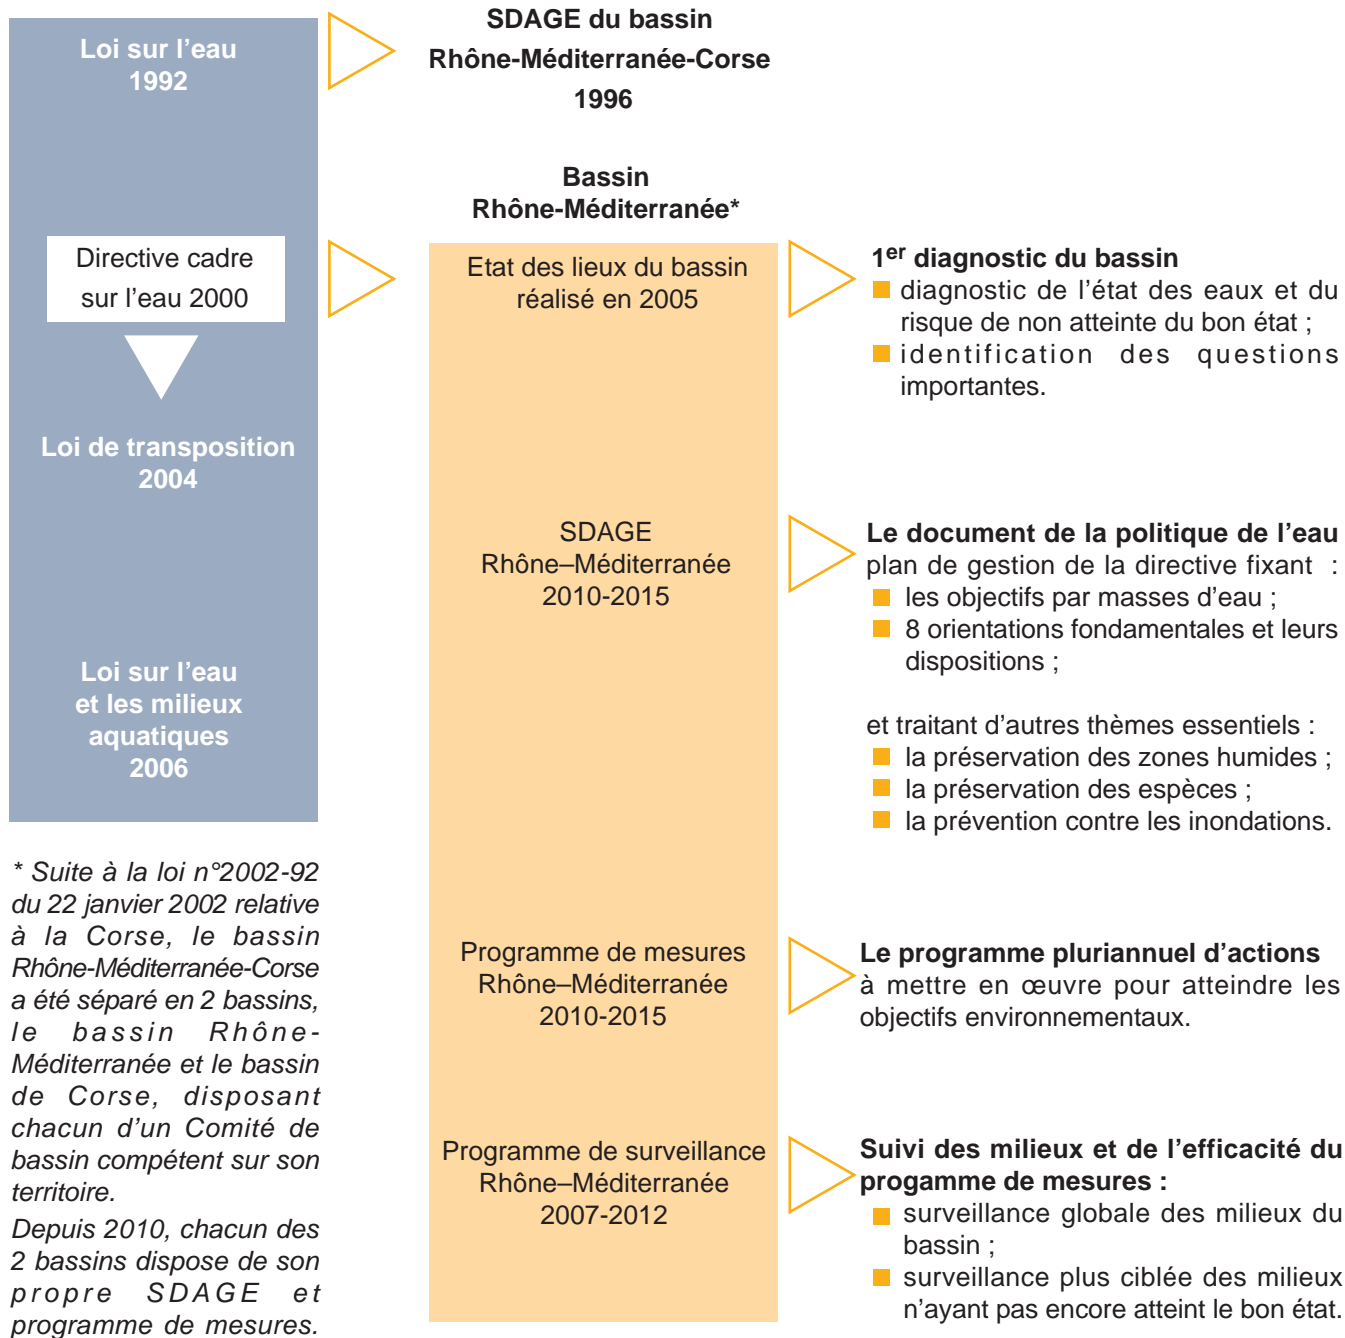 Loi sur l'eau
1992
SDAGE du bassin
Rhône-Méditerranée-Corse
1996
Bassin
Rhône-Méditerranée*
Directive cadre
sur l'eau 2000
Etat des lieux du bassin
réalisé en 2005
1er diagnostic du bassin
diagnostic de l'état des eaux et du
risque de non atteinte du bon état ;
identification des questions
importantes.
Loi de transposition
2004
SDAGE
Rhône–Méditerranée
2010-2015
Le document de la politique de l'eau
plan de gestion de la directive fixant :
les objectifs par masses d'eau ;
8 orientations fondamentales et leurs
dispositions ;
et traitant d'autres thèmes essentiels :
la préservation des zones humides ;
la préservation des espèces ;
la prévention contre les inondations.
Loi sur l'eau
et les milieux
aquatiques
2006
* Suite à la loi n°2002-92
du 22 janvier 2002 relative
à la Corse, le bassin
Rhône-Méditerranée-Corse
a été séparé en 2 bassins,
le bassin Rhône-
Méditerranée et le bassin
de Corse, disposant
chacun d'un Comité de
bassin compétent sur son
territoire.
Depuis 2010, chacun des
2 bassins dispose de son
propre SDAGE et
programme de mesures.
Programme de mesures
Rhône–Méditerranée
2010-2015
Le programme pluriannuel d'actions
à mettre en œuvre pour atteindre les
objectifs environnementaux.
Programme de surveillance
Rhône–Méditerranée
2007-2012
Suivi des milieux et de l'efficacité du
progamme de mesures :
surveillance globale des milieux du
bassin ;
surveillance plus ciblée des milieux
n'ayant pas encore atteint le bon état.